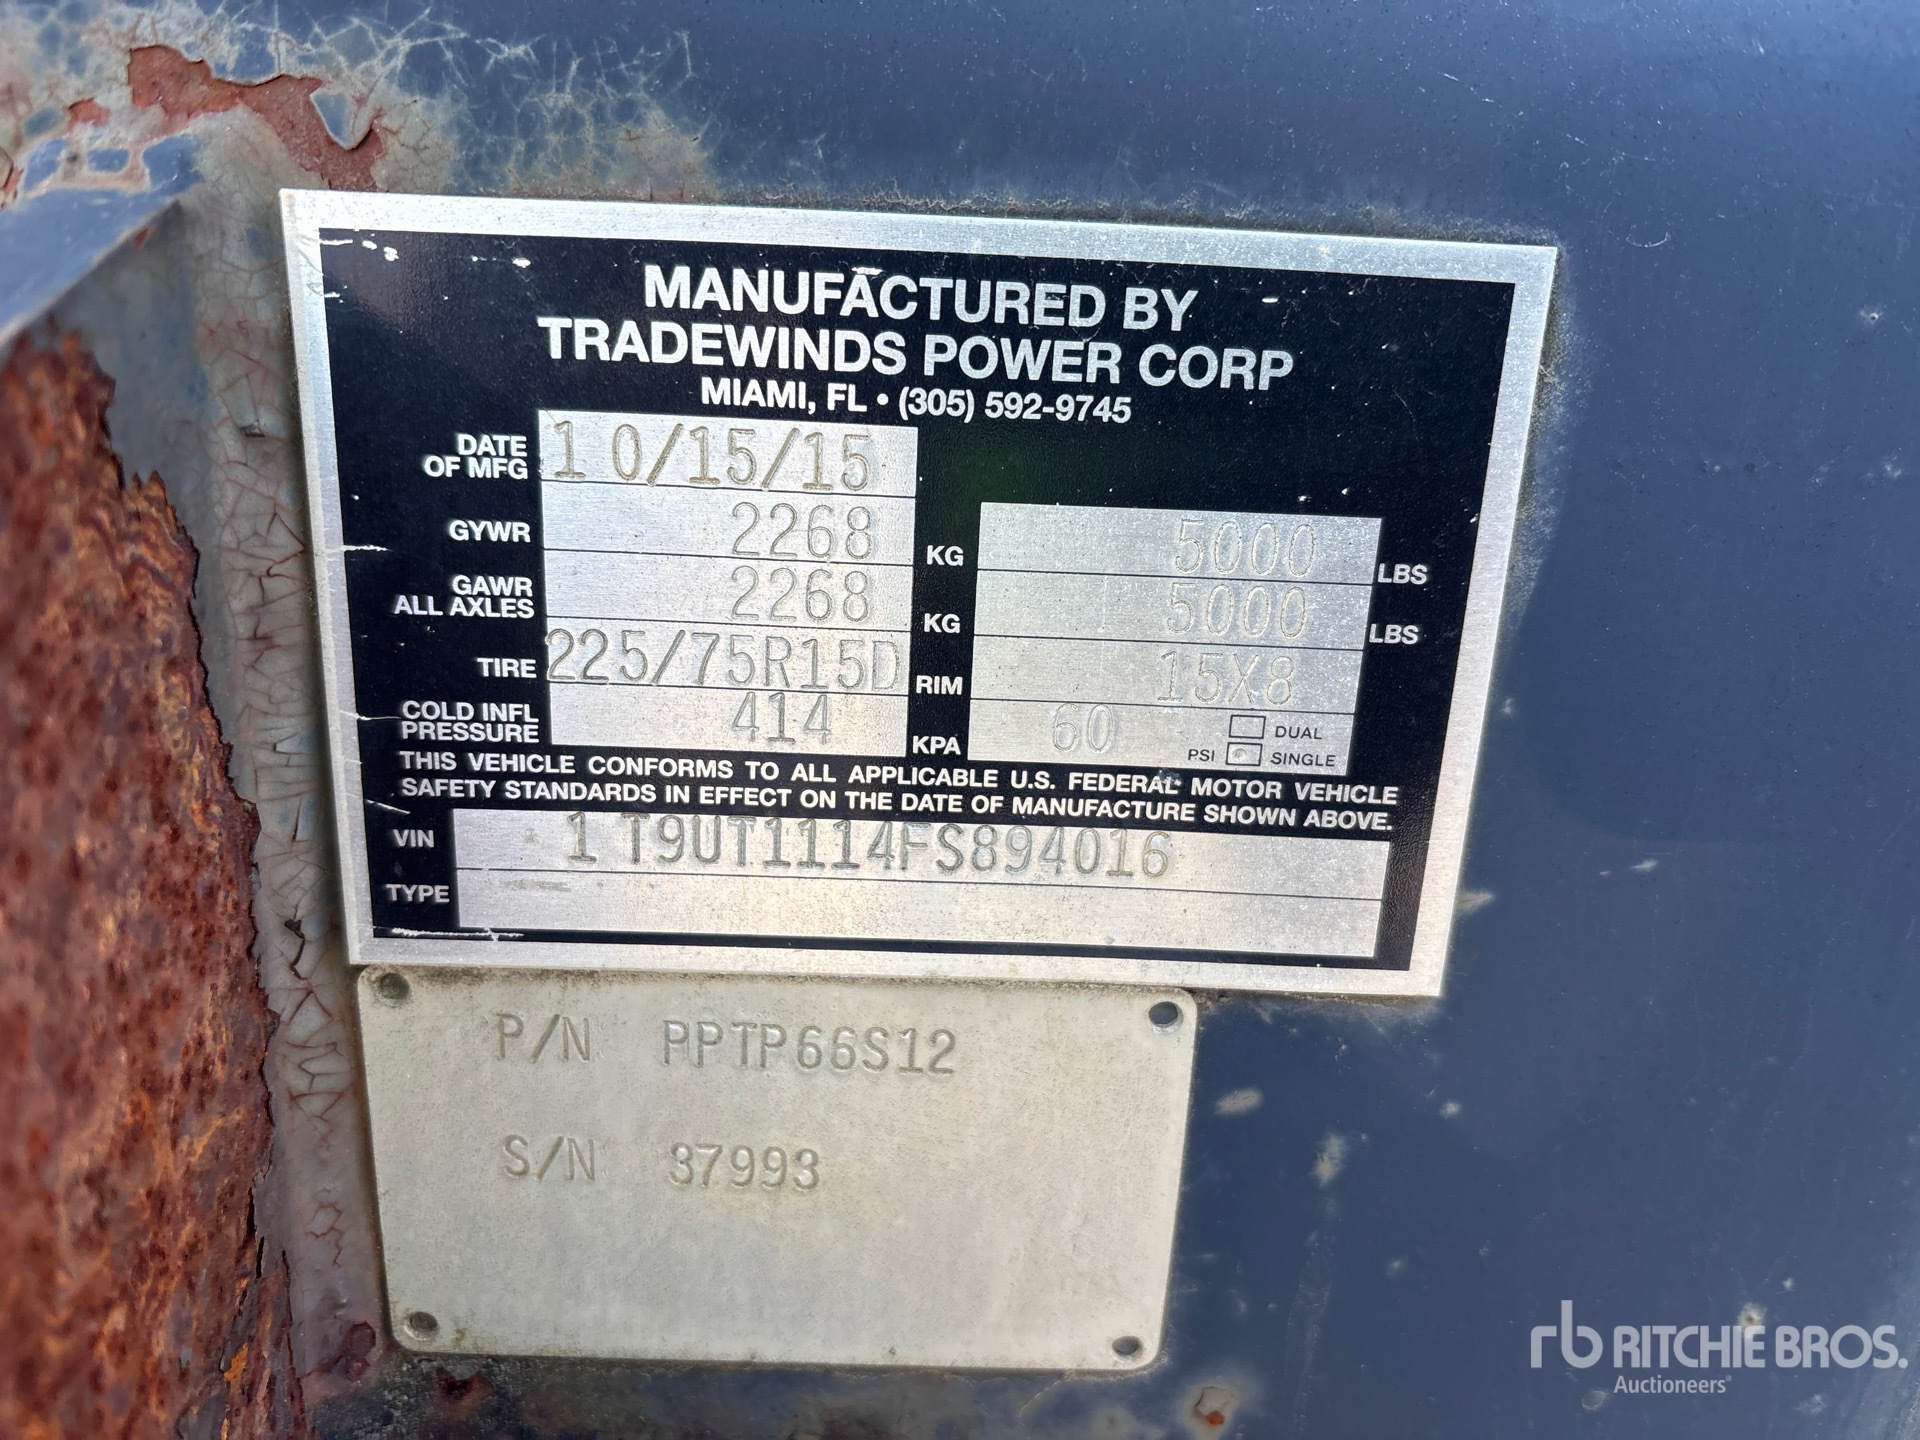 MANUFACTURED BY
TRADEWINDS POWER CORP
MIAMI, FL • (305) 592-9745
DATE OF MFG 10/15/15
GYWR 2268 KG 5000 LBS
GAWR ALL AXLES 2268 KG 5000 LBS
TIRE 225/75R15D RIM 15X8
COLD INFL PRESSURE 414 KPA 60 PSI DUAL SINGLE
THIS VEHICLE CONFORMS TO ALL APPLICABLE U.S. FEDERAL MOTOR VEHICLE
SAFETY STANDARDS IN EFFECT ON THE DATE OF MANUFACTURE SHOWN ABOVE.
VIN 1T9UT1114FS894016
TYPE
P/N PPTP66S12
S/N 37993
rb RITCHIE BROS.
Auctioneers